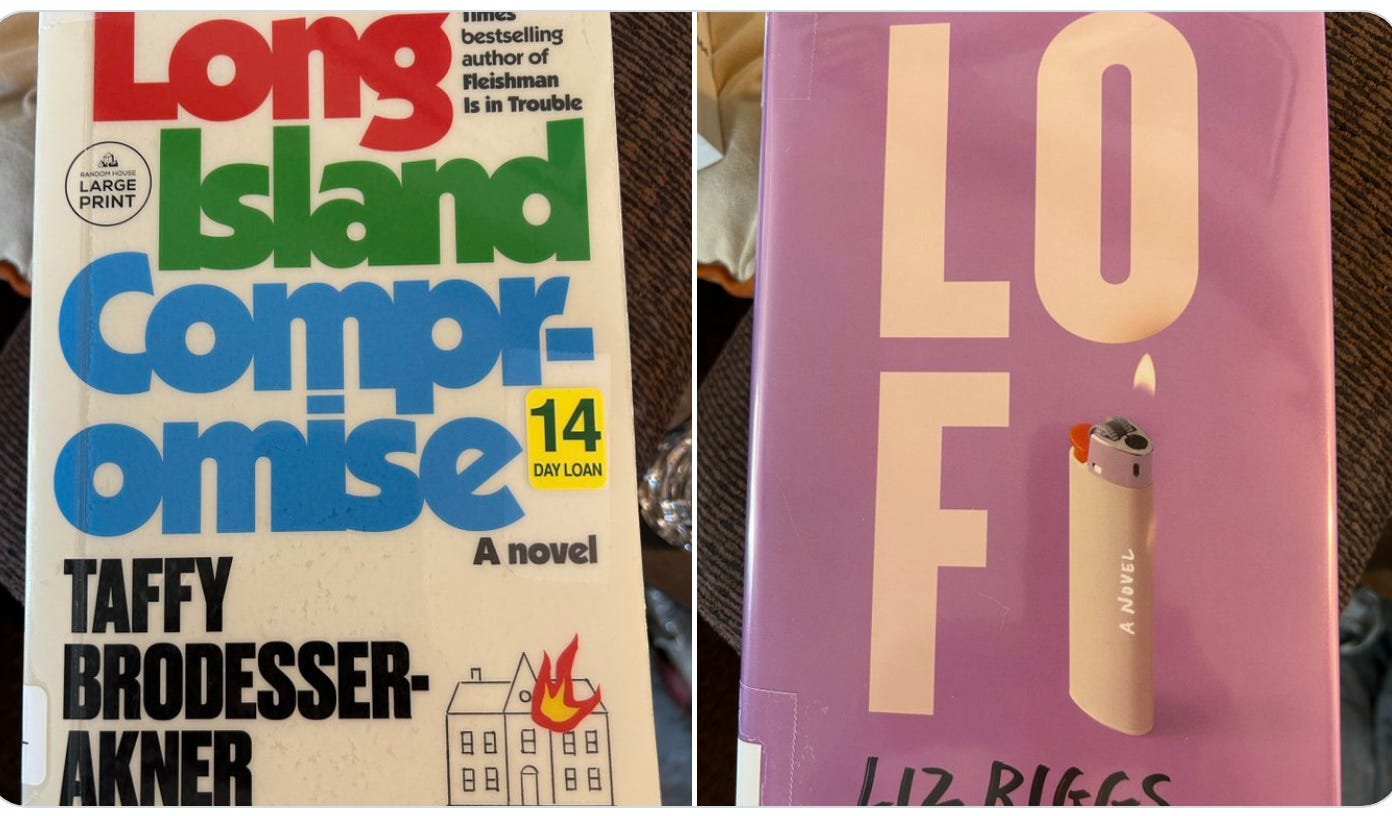 Long
Times
bestselling
author of
Fleishman
Is in Trouble
RANDOM HOUSE
LARGE
PRINT
Island
Compr-
omise
14
DAY LOAN
A novel
TAFFY
BRODESSER-
AKNER
LO
FI
A NOVEL
LIZ RIGGS